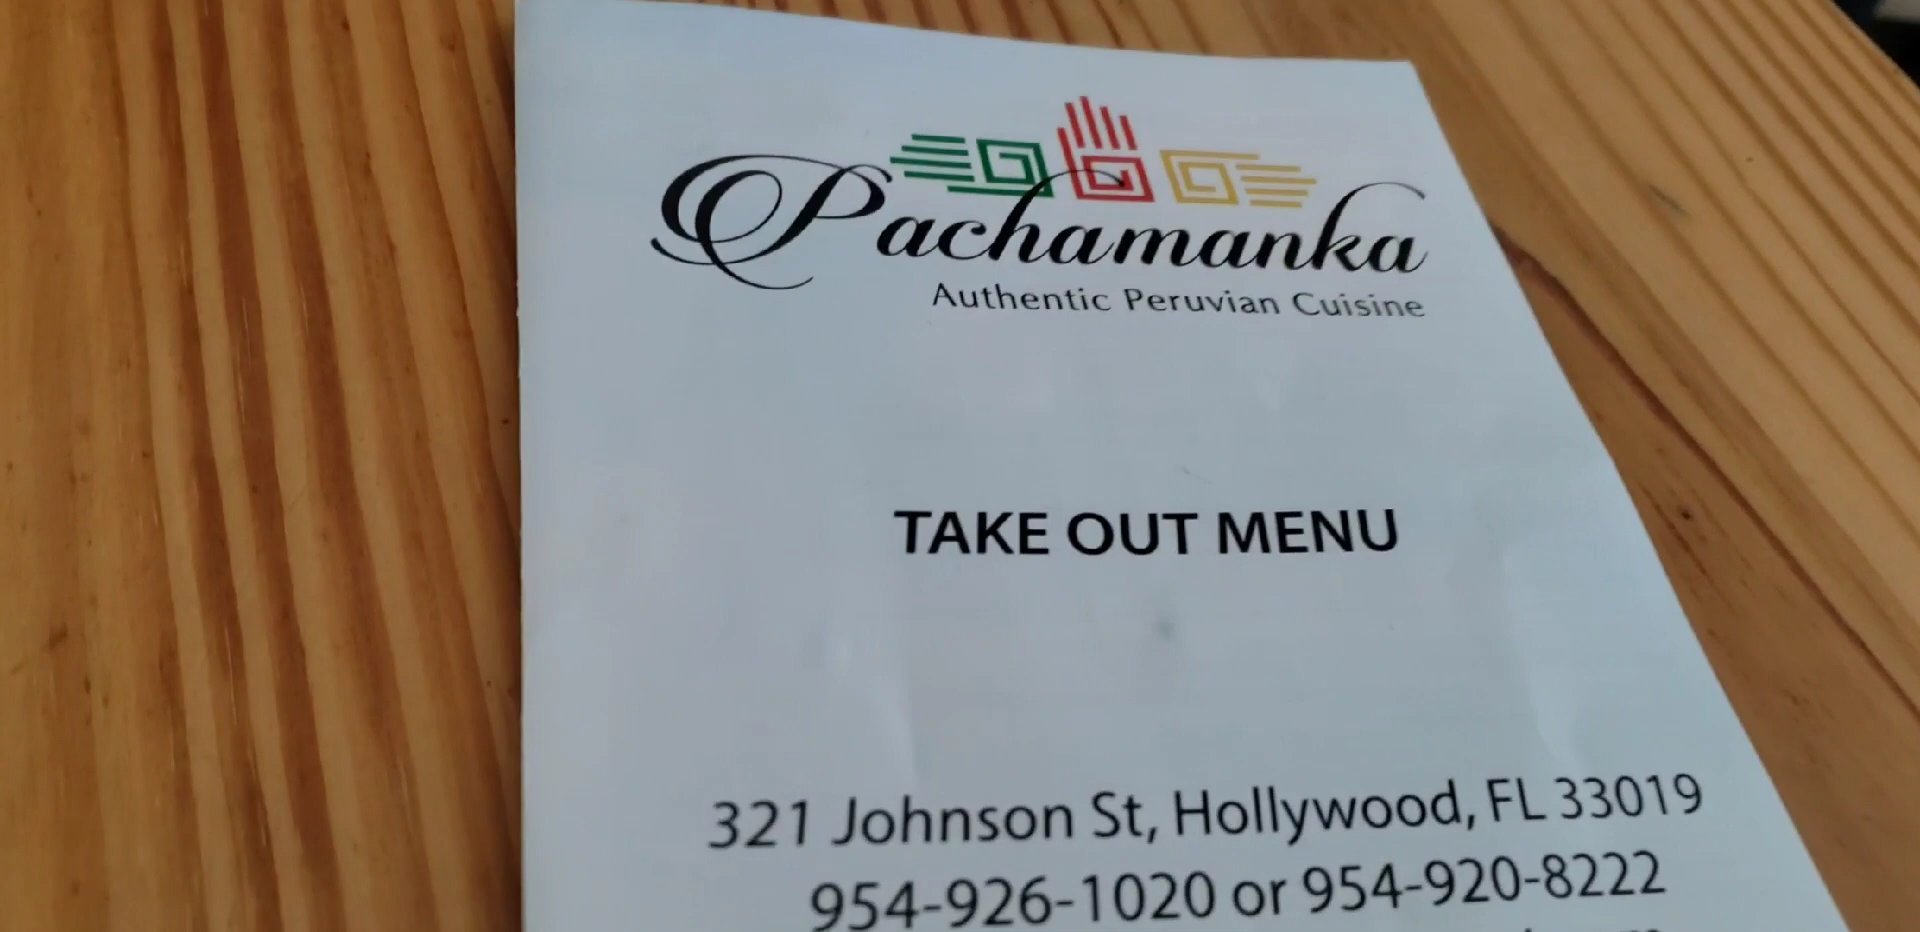 Pachamanka
Authentic Peruvian Cuisine
TAKE OUT MENU
321 Johnson St, Hollywood, FL 33019
954-926-1020 or 954-920-8222